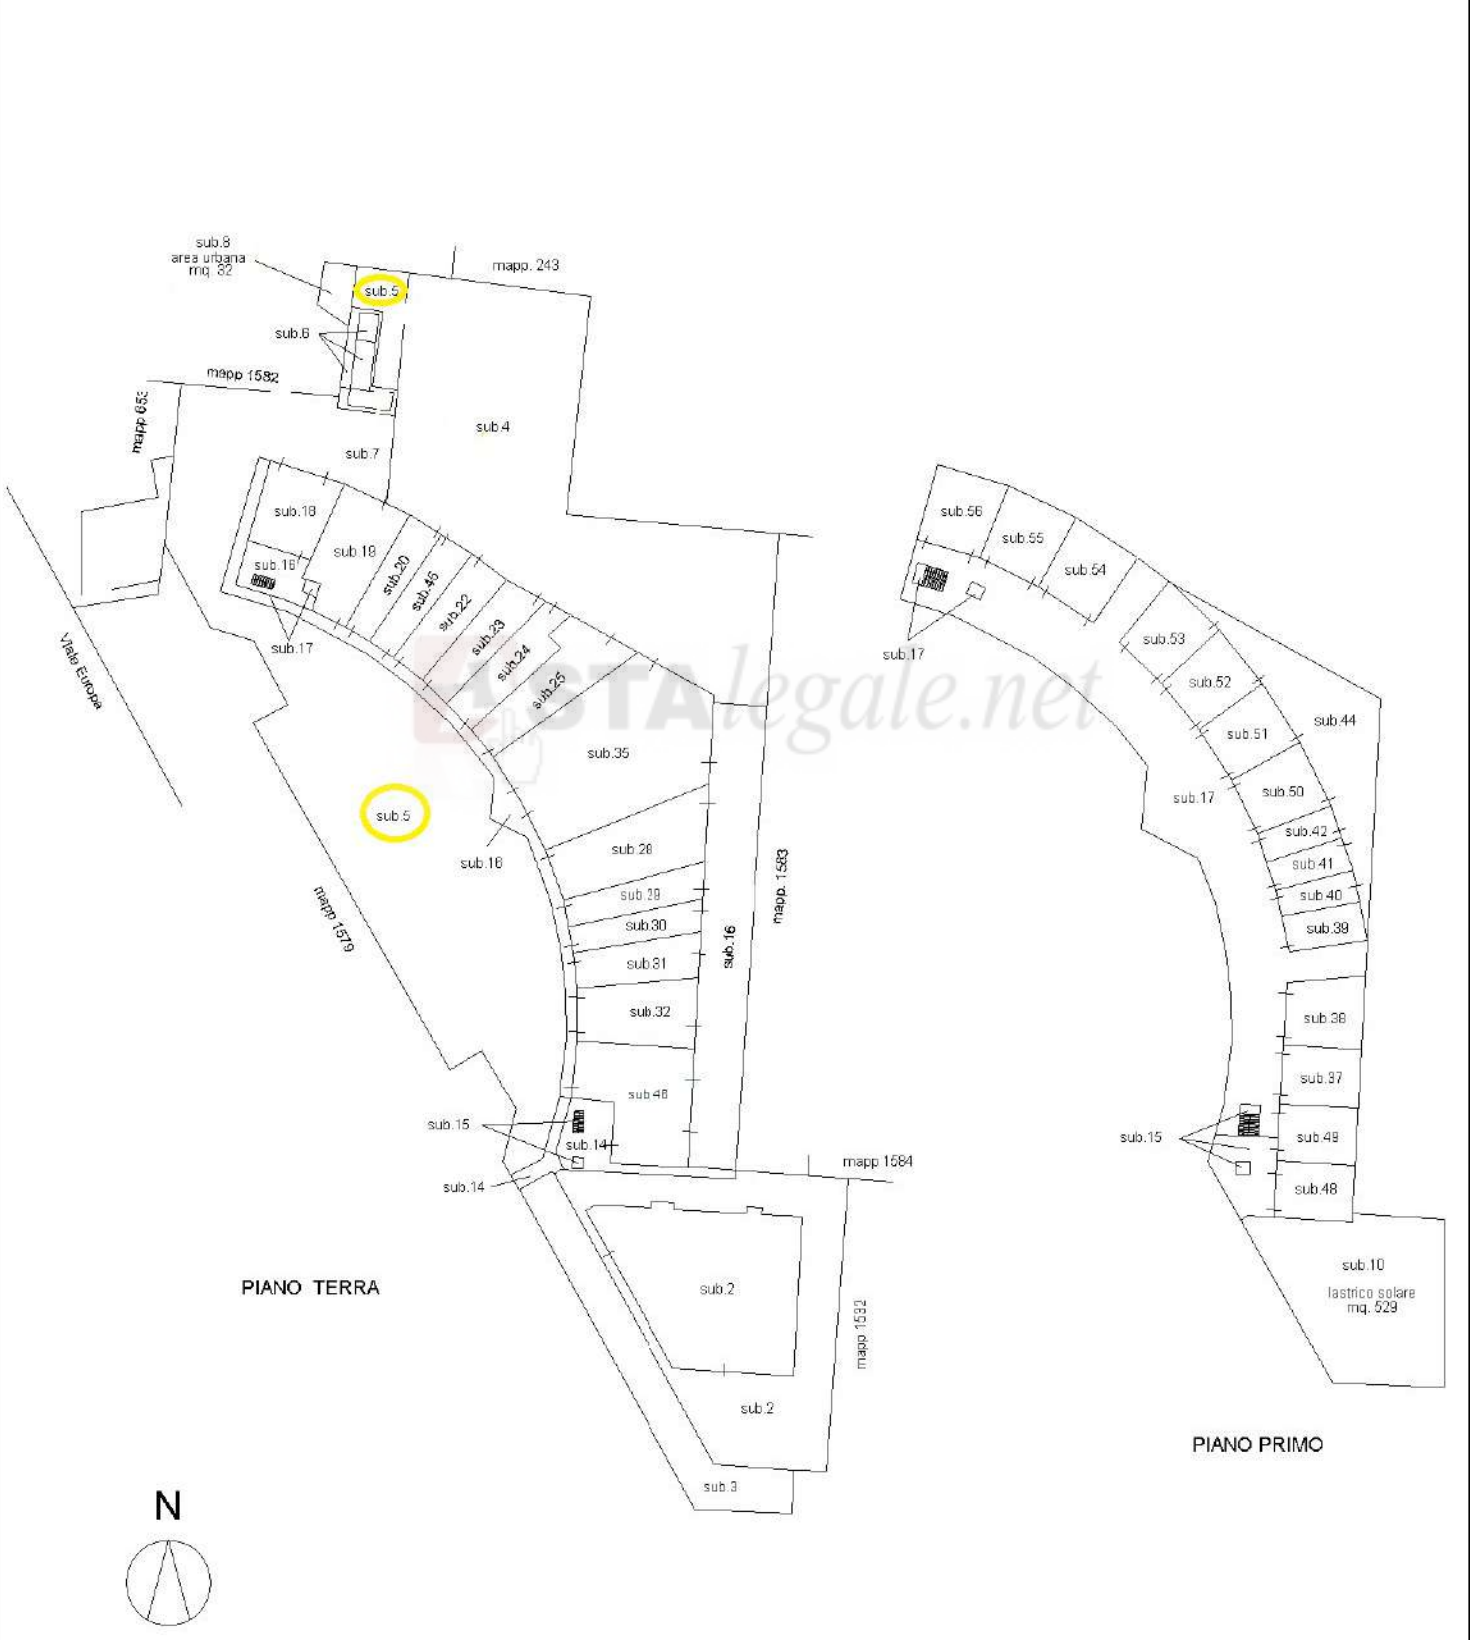 sub.8
area urbana
mq. 32
mapp. 243
sub.5
sub.6
mapp 1582
mapp 653
sub.4
sub.7
sub.18
sub.19
sub.16
sub.20
sub.45
sub.22
sub.23
sub.24
sub.25
sub.17
Viale Europa
ASTAlegale.net
sub.35
sub.5
sub.16
sub.28
sub.29
sub.30
sub.31
sub.32
sub.16
mapp. 1583
mapp 1579
sub.46
sub.15
sub.14
sub.14
mapp 1584
sub.2
mapp 1532
sub.2
sub.3
PIANO TERRA
N
sub.56
sub.55
sub.54
sub.17
sub.53
sub.52
sub.51
sub.44
sub.50
sub.17
sub.42
sub.41
sub.40
sub.39
sub.38
sub.37
sub.15
sub.49
sub.48
sub.10
lastrico solare
mq. 529
PIANO PRIMO